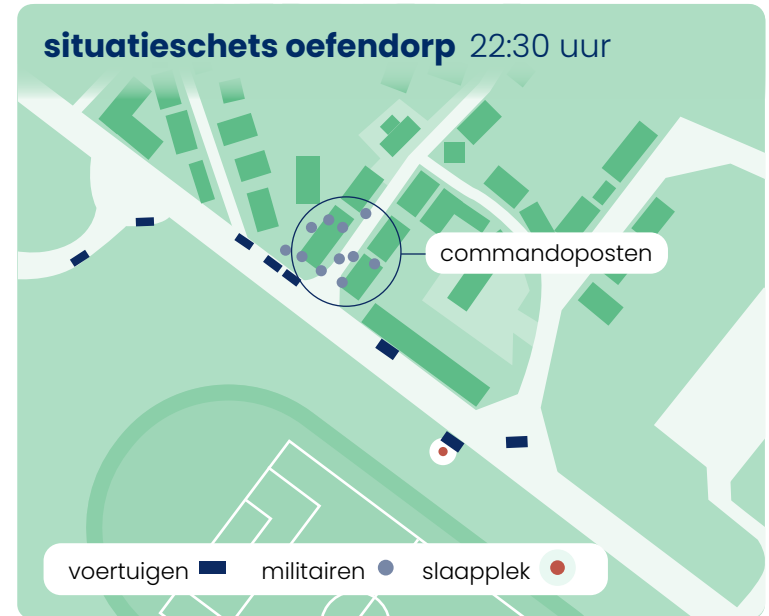 situatieschets oefendorp 22:30 uur
commandoposten
voertuigen militairen slaapplek